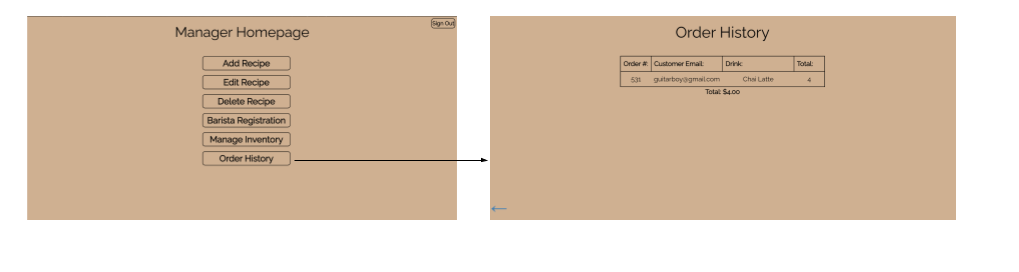 Sign Out
Manager Homepage
Add Recipe
Edit Recipe
Delete Recipe
Barista Registration
Manage Inventory
Order History
Order History
Order #: Customer Email: Drink: Total:
531 guitarboy@gmail.com Chai Latte 4
Total: $4.00